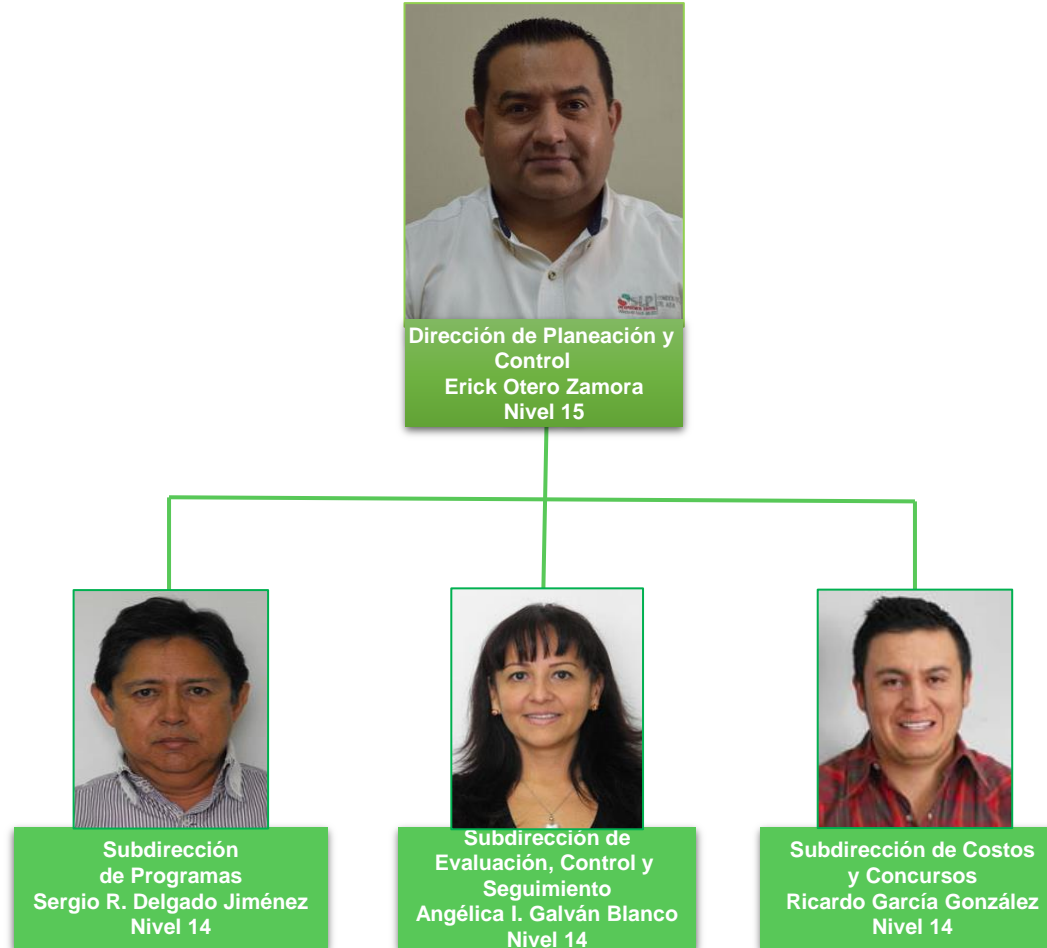 SLP
Dirección de Planeación y
Control
Erick Otero Zamora
Nivel 15
Subdirección
de Programas
Sergio R. Delgado Jiménez
Nivel 14
Subdirección de
Evaluación, Control y
Seguimiento
Angélica I. Galván Blanco
Nivel 14
Subdirección de Costos
y Concursos
Ricardo García González
Nivel 14